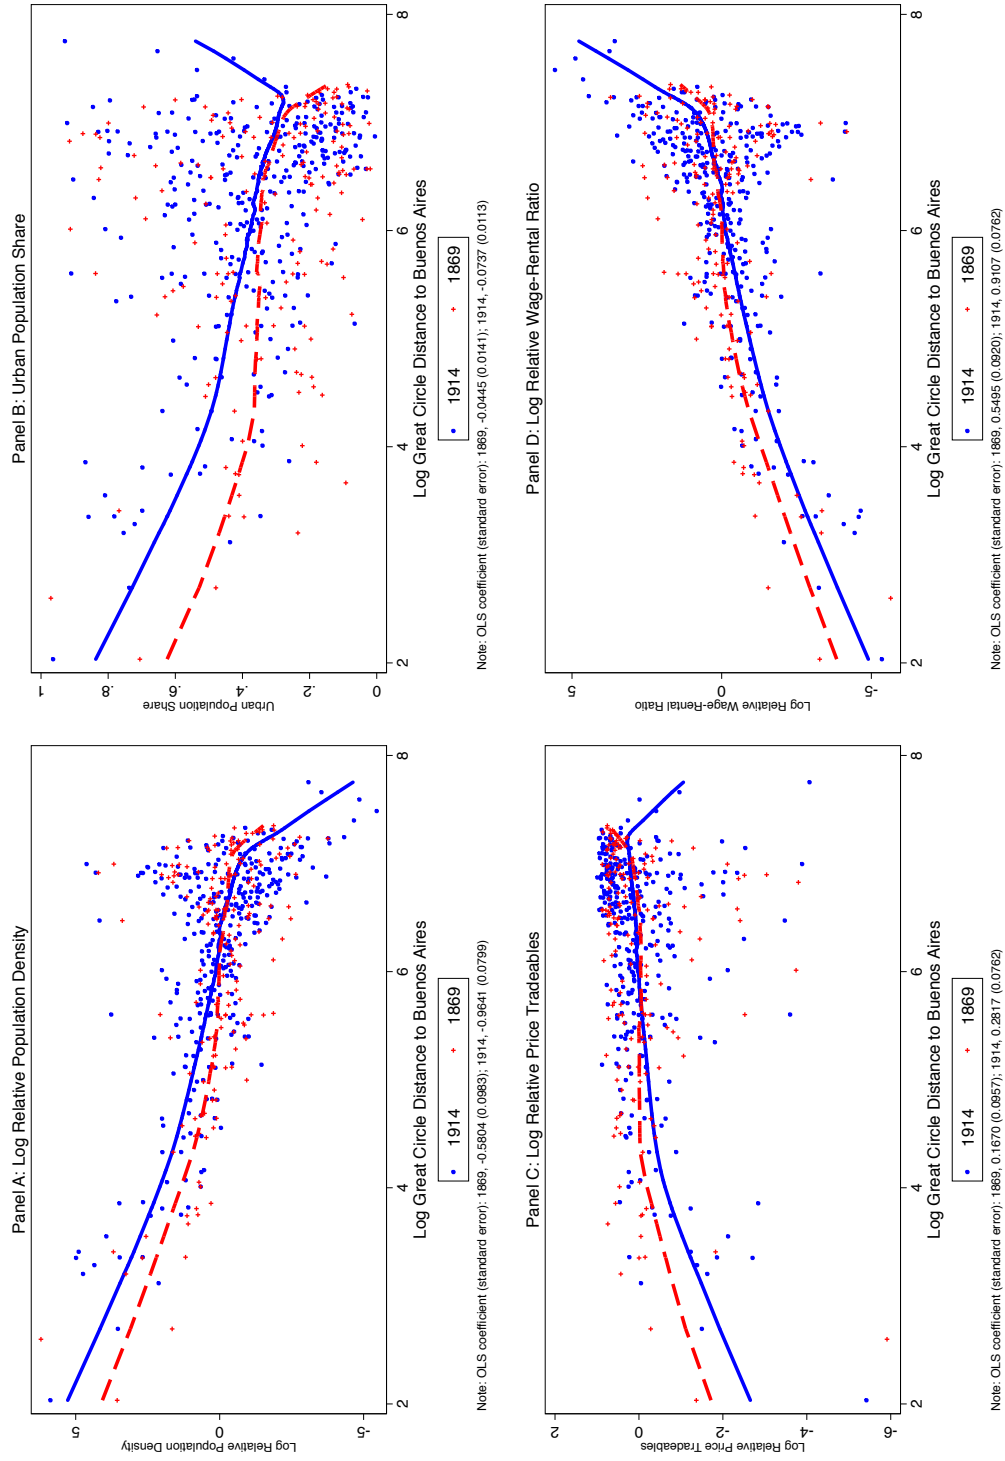 Panel A: Log Relative Population Density
Log Relative Population Density
5
0
-5
2
4
6
8
Log Great Circle Distance to Buenos Aires
1914 1869
Note: OLS coefficient (standard error): 1869, -0.5804 (0.0983); 1914, -0.9641 (0.0799)
Panel B: Urban Population Share
Urban Population Share
1
.8
.6
.4
.2
0
2
4
6
8
Log Great Circle Distance to Buenos Aires
1914 1869
Note: OLS coefficient (standard error): 1869, -0.0445 (0.0141); 1914, -0.0737 (0.0113)
Panel C: Log Relative Price Tradeables
Log Relative Price Tradeables
2
0
-2
-4
-6
2
4
6
8
Log Great Circle Distance to Buenos Aires
1914 1869
Note: OLS coefficient (standard error): 1869, 0.1670 (0.0957); 1914, 0.2817 (0.0762)
Panel D: Log Relative Wage-Rental Ratio
Log Relative Wage-Rental Ratio
5
0
-5
2
4
6
8
Log Great Circle Distance to Buenos Aires
1914 1869
Note: OLS coefficient (standard error): 1869, 0.5495 (0.0920); 1914, 0.9107 (0.0762)